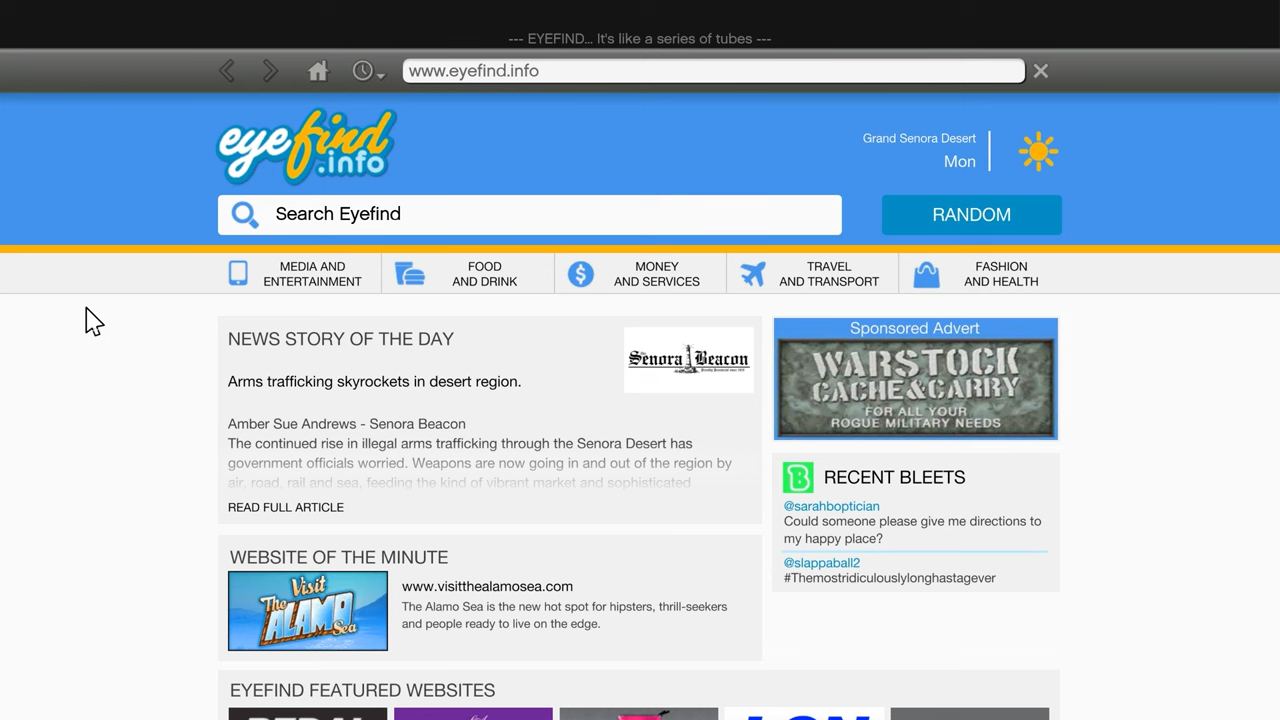 --- EYEFIND... It's like a series of tubes ---
www.eyefind.info
eyefind
.info
Grand Senora Desert
Mon
Search Eyefind
RANDOM
MEDIA AND
ENTERTAINMENT
FOOD
AND DRINK
MONEY
AND SERVICES
TRAVEL
AND TRANSPORT
FASHION
AND HEALTH
NEWS STORY OF THE DAY
Senora Beacon
Arms trafficking skyrockets in desert region.
Amber Sue Andrews - Senora Beacon
The continued rise in illegal arms trafficking through the Senora Desert has
government officials worried. Weapons are now going in and out of the region by
air, road, rail and sea, feeding the kind of vibrant market and sophisticated
READ FULL ARTICLE
Sponsored Advert
WARSTOCK
CACHE&CARRY
FOR ALL YOUR
ROGUE MILITARY NEEDS
RECENT BLEETS
@sarahboptician
Could someone please give me directions to
my happy place?
@slappaball2
#Themostridiculouslylonghastagever
WEBSITE OF THE MINUTE
Visit
The ALAMO
Sea
www.visitthealamosea.com
The Alamo Sea is the new hot spot for hipsters, thrill-seekers
and people ready to live on the edge.
EYEFIND FEATURED WEBSITES